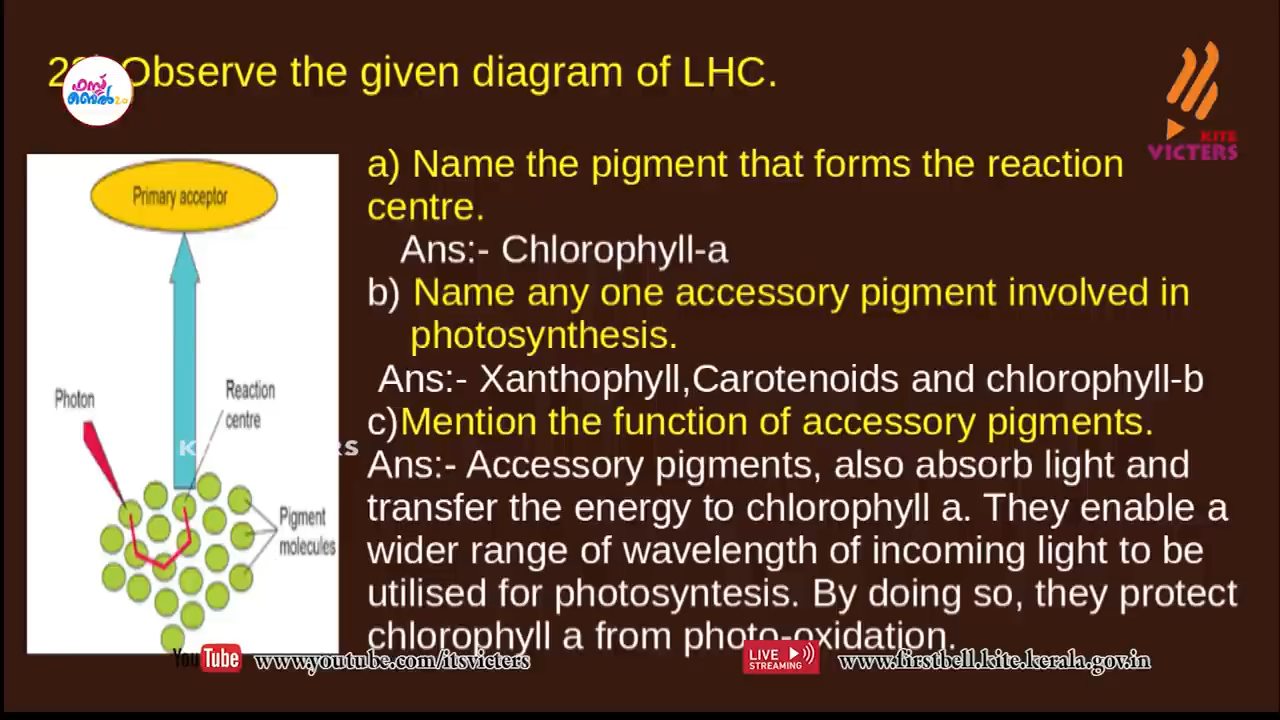 Observe the given diagram of LHC.
ഫസ്റ്റ്
ബെൽ 2.0
KITE
VICTERS
a) Name the pigment that forms the reaction
centre.
Ans:- Chlorophyll-a
b) Name any one accessory pigment involved in
photosynthesis.
Ans:- Xanthophyll,Carotenoids and chlorophyll-b
c)Mention the function of accessory pigments.
Ans:- Accessory pigments, also absorb light and
transfer the energy to chlorophyll a. They enable a
wider range of wavelength of incoming light to be
utilised for photosyntesis. By doing so, they protect
chlorophyll a from photo-oxidation.
Primary acceptor
Photon
Reaction
centre
Pigment
molecules
YouTube
www.youtube.com/itsvicters
LIVE
STREAMING
www.firstbell.kite.kerala.gov.in